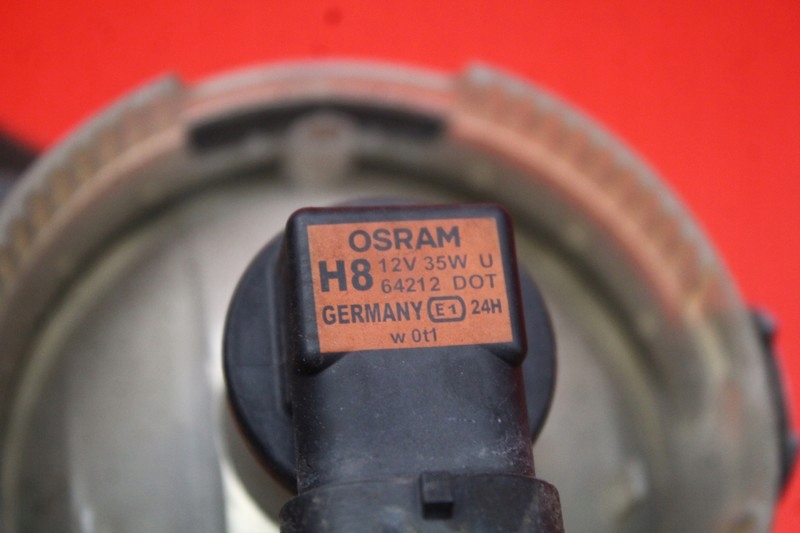 OSRAM
H8 12V 35W U
64212 DOT
GERMANY E1 24H
w 0t1